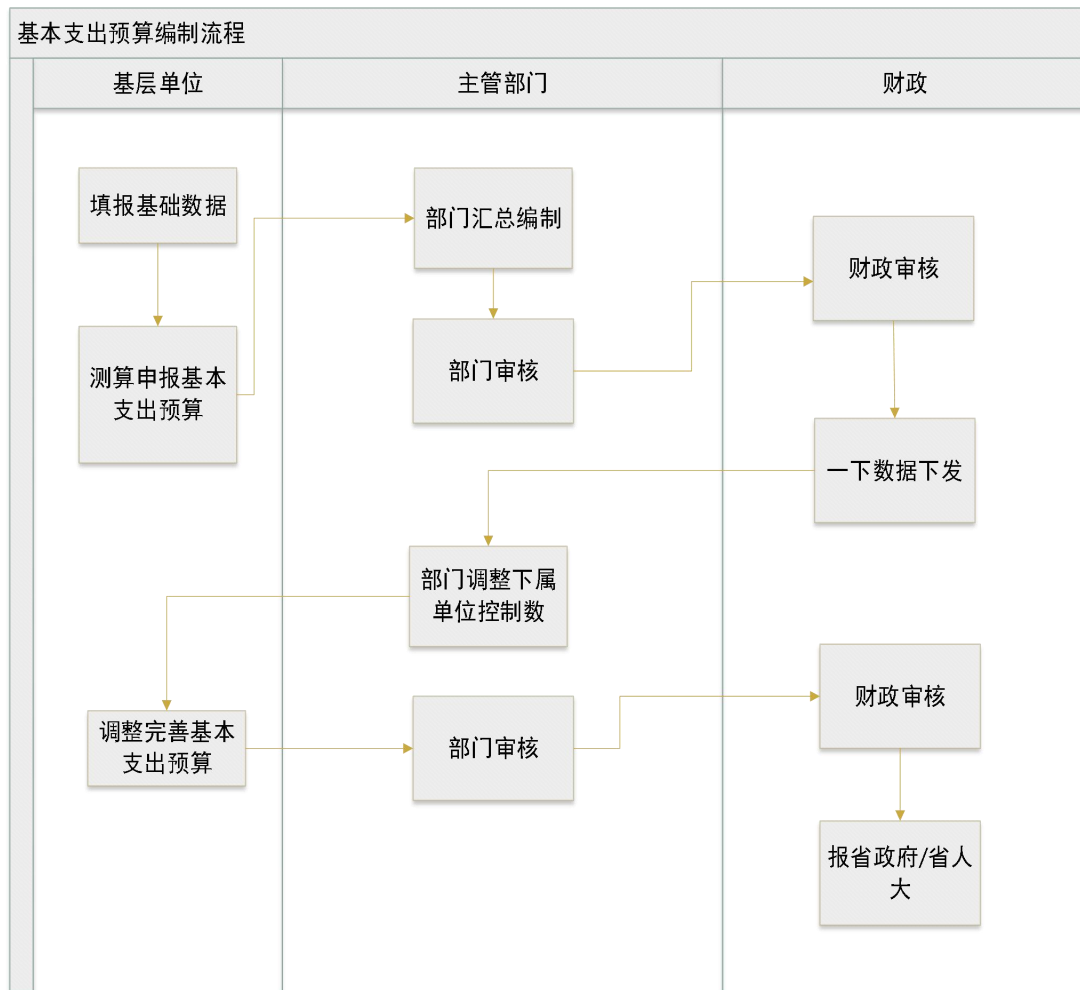 基本支出预算编制流程
基层单位
主管部门
财政
填报基础数据
测算申报基本
支出预算
部门汇总编制
部门审核
财政审核
一下数据下发
部门调整下属
单位控制数
调整完善基本
支出预算
部门审核
财政审核
报省政府/省人
大